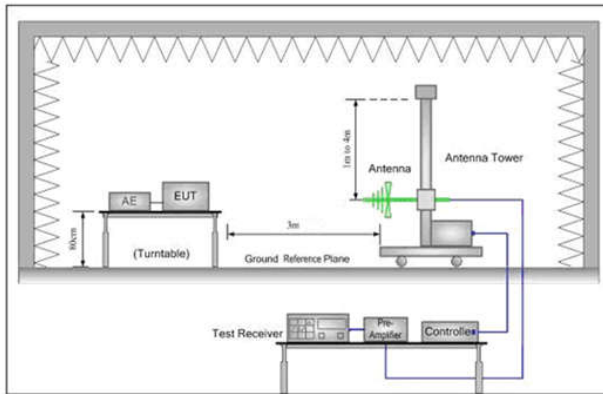 1m to 4m
Antenna Tower
Antenna
AE
EUT
80cm
(Turntable)
3m
Ground Reference Plane
Test Receiver
Pre-
Amplifier
Controller